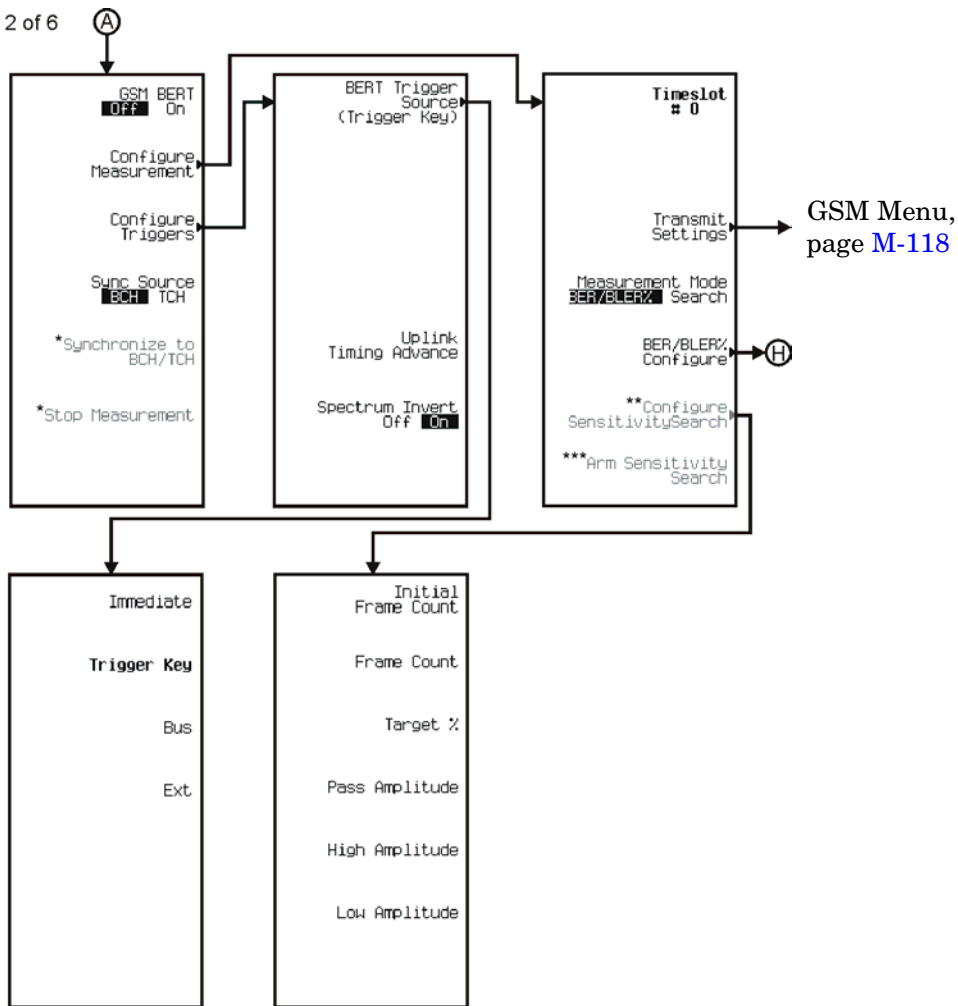 2 of 6
A
GSM BERT
Off On
Configure
Measurement
Configure
Triggers
Sync Source
BCH TCH
*Synchronize to
BCH/TCH
*Stop Measurement
BERT Trigger
Source
(Trigger Key)
Uplink
Timing Advance
Spectrum Invert
Off On
Timeslot
# 0
Transmit
Settings
Measurement Mode
BER/BLER% Search
BER/BLER%
Configure
**Configure
SensitivitySearch
***Arm Sensitivity
Search
GSM Menu,
page M-118
H
Immediate
Trigger Key
Bus
Ext
Initial
Frame Count
Frame Count
Target %
Pass Amplitude
High Amplitude
Low Amplitude